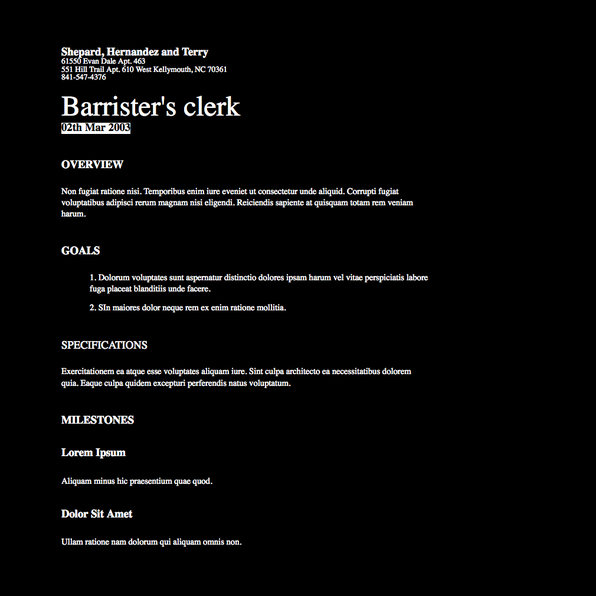 Shepard, Hernandez and Terry
61550 Evan Dale Apt. 463
551 Hill Trail Apt. 610 West Kellymouth, NC 70361
841-547-4376
Barrister's clerk
02th Mar 2003
OVERVIEW
Non fugiat ratione nisi. Temporibus enim iure eveniet ut consectetur unde aliquid. Corrupti fugiat
voluptatibus adipisci rerum magnam nisi eligendi. Reiciendis sapiente at quisquam totam rem veniam
harum.
GOALS
1. Dolorum voluptates sunt aspernatur distinctio dolores ipsam harum vel vitae perspiciatis labore
fuga placeat blanditiis unde facere.
2. SIn maiores dolor neque rem ex enim ratione mollitia.
SPECIFICATIONS
Exercitationem ea atque esse voluptates aliquam iure. Sint culpa architecto ea necessitatibus dolorem
quia. Eaque culpa quidem excepturi perferendis natus voluptatum.
MILESTONES
Lorem Ipsum
Aliquam minus hic praesentium quae quod.
Dolor Sit Amet
Ullam ratione nam dolorum qui aliquam omnis non.